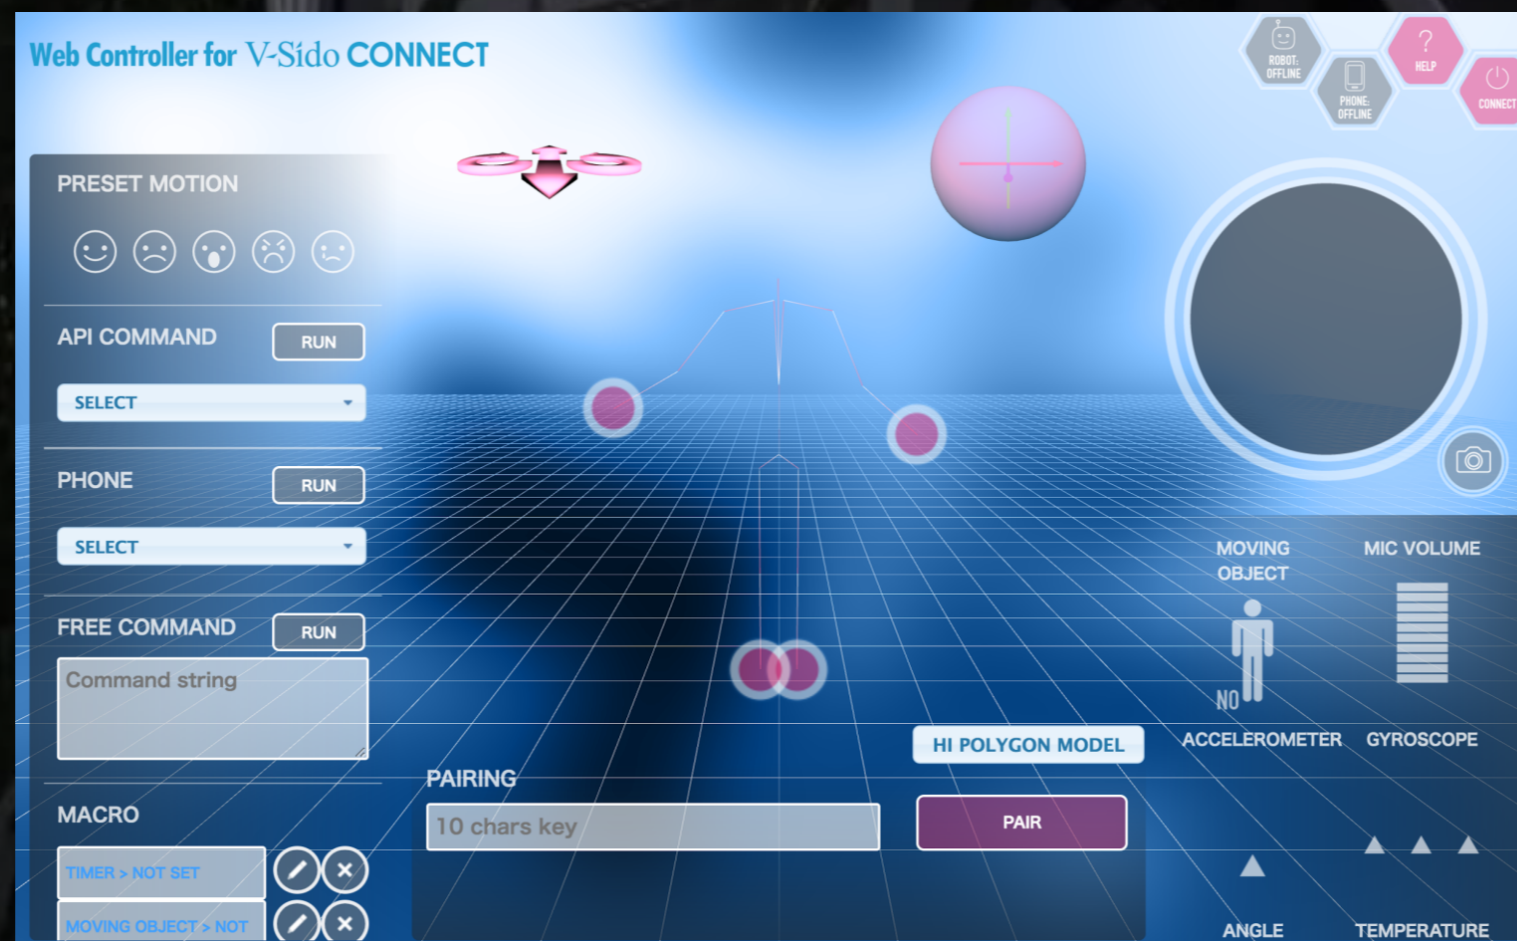 Web Controller for V-Sido CONNECT
ROBOT:
OFFLINE
PHONE:
OFFLINE
?
HELP
CONNECT
PRESET MOTION
API COMMAND
RUN
SELECT
PHONE
RUN
SELECT
FREE COMMAND
RUN
Command string
MACRO
TIMER > NOT SET
MOVING OBJECT > NOT
PAIRING
10 chars key
HI POLYGON MODEL
PAIR
MOVING
OBJECT
MIC VOLUME
NO
ACCELEROMETER
GYROSCOPE
ANGLE
TEMPERATURE